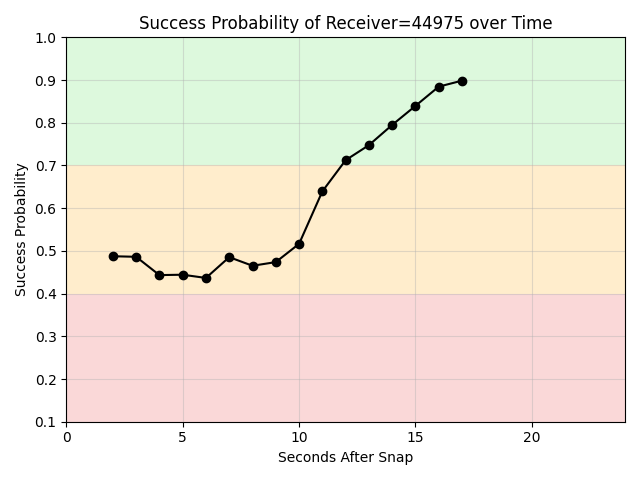 Success Probability of Receiver=44975 over Time
1.0
0.9
0.8
0.7
0.6
0.5
0.4
0.3
0.2
0.1
Success Probability
0 5 10 15 20
Seconds After Snap